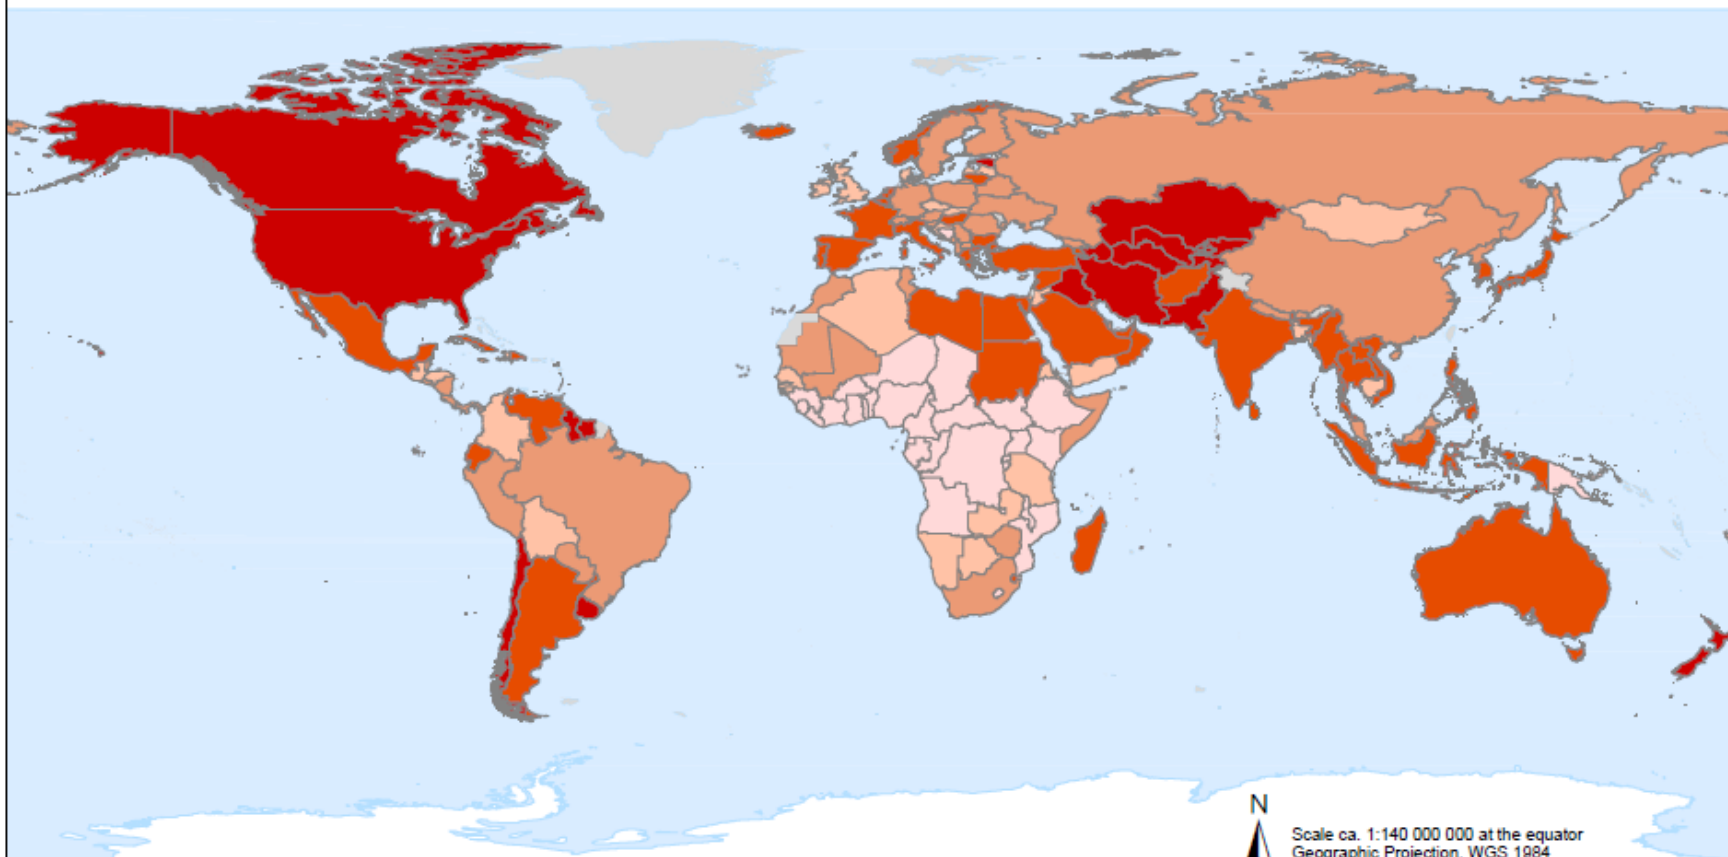 N
Scale ca. 1:140 000 000 at the equator
Geographic Projection, WGS 1984